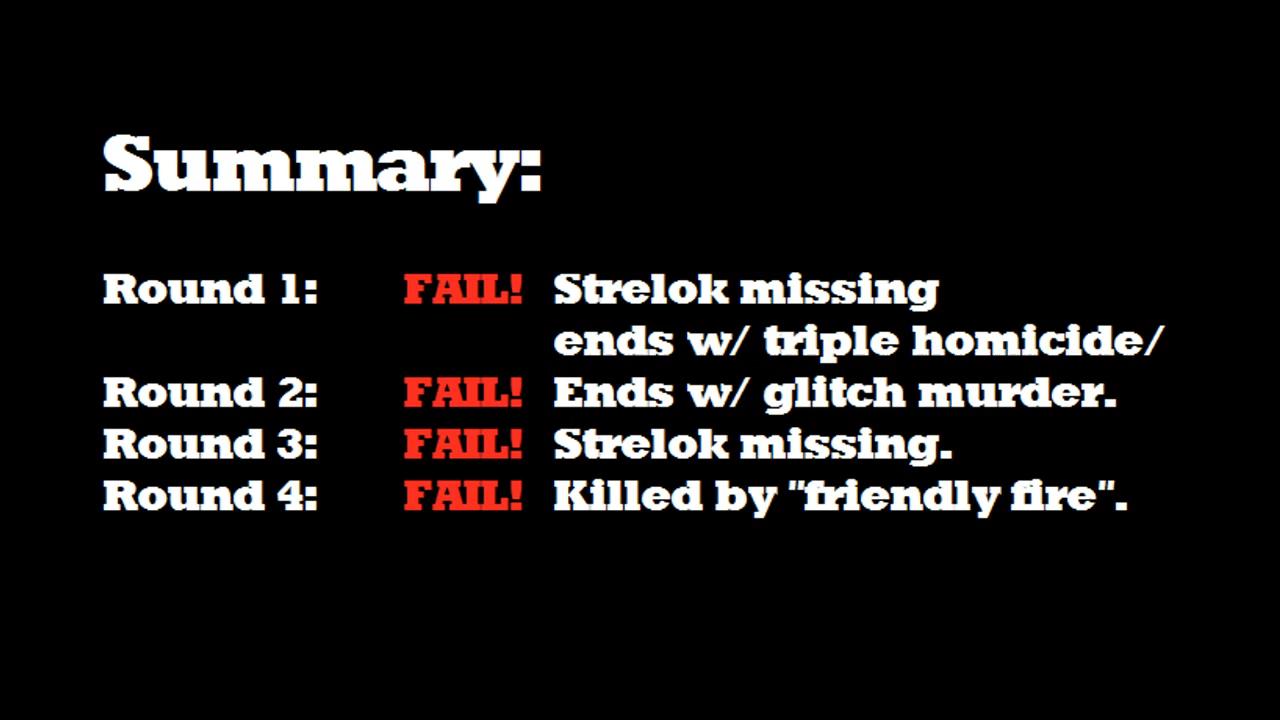 Summary:
Round 1: FAIL! Strelok missing
ends w/ triple homicide/
Round 2: FAIL! Ends w/ glitch murder.
Round 3: FAIL! Strelok missing.
Round 4: FAIL! Killed by "friendly fire".